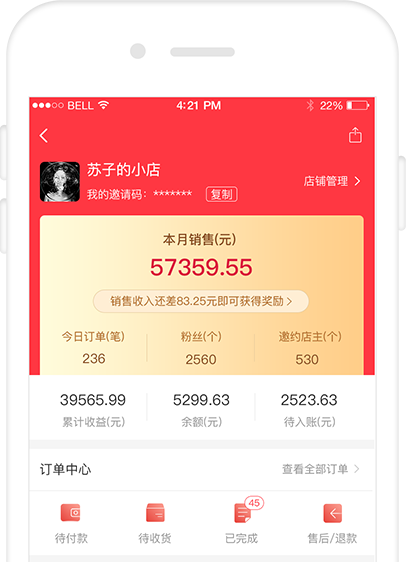 BELL 4:21 PM 22%
苏子的小店
我的邀请码：******* 复制
店铺管理
本月销售(元)
57359.55
销售收入还差83.25元即可获得奖励
今日订单(笔) 粉丝(个) 邀约店主(个)
236 2560 530
39565.99 5299.63 2523.63
累计收益(元) 余额(元) 待入账(元)
订单中心 查看全部订单
45
待付款 待收货 已完成 售后/退款